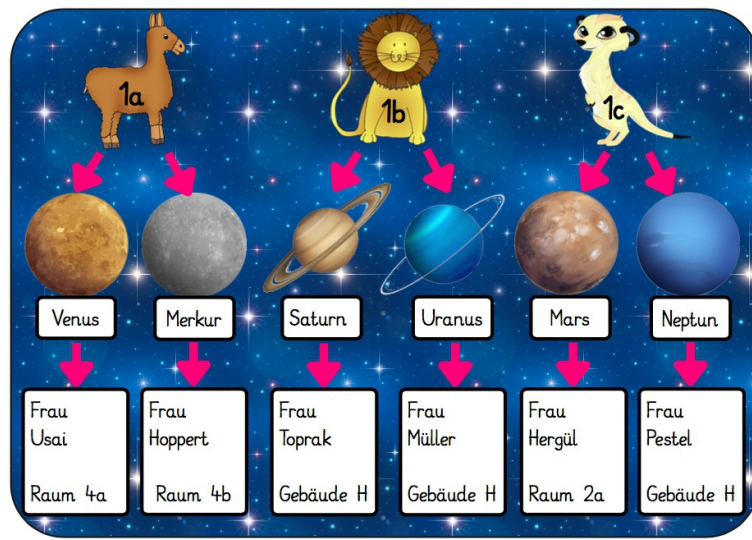 1a
1b
1c
Venus
Merkur
Saturn
Uranus
Mars
Neptun
Frau
Usai
Raum 4a
Frau
Hoppert
Raum 4b
Frau
Toprak
Gebäude H
Frau
Müller
Gebäude H
Frau
Hergül
Raum 2a
Frau
Pestel
Gebäude H